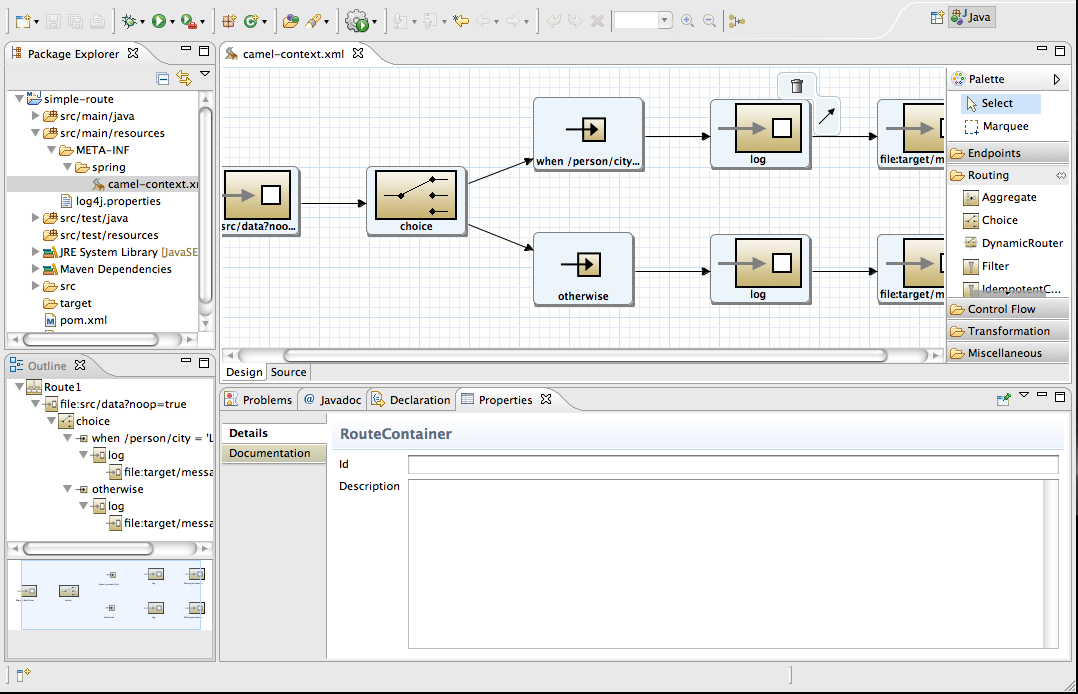 Java
Package Explorer
simple-route
src/main/java
src/main/resources
META-INF
spring
camel-context.x
log4j.properties
src/test/java
src/test/resources
JRE System Library [JavaSE
Maven Dependencies
src
target
pom.xml
camel-context.xml
src/data?noo...
choice
when /person/city...
otherwise
log
log
file:target/m
file:target/m
Design
Source
Palette
Select
Marquee
Endpoints
Routing
Aggregate
Choice
DynamicRouter
Filter
IdempotentC...
Control Flow
Transformation
Miscellaneous
Outline
Route1
file:src/data?noop=true
choice
when /person/city = 'L
log
file:target/messa
otherwise
log
file:target/messa
Problems
@ Javadoc
Declaration
Properties
Details
Documentation
RouteContainer
Id
Description